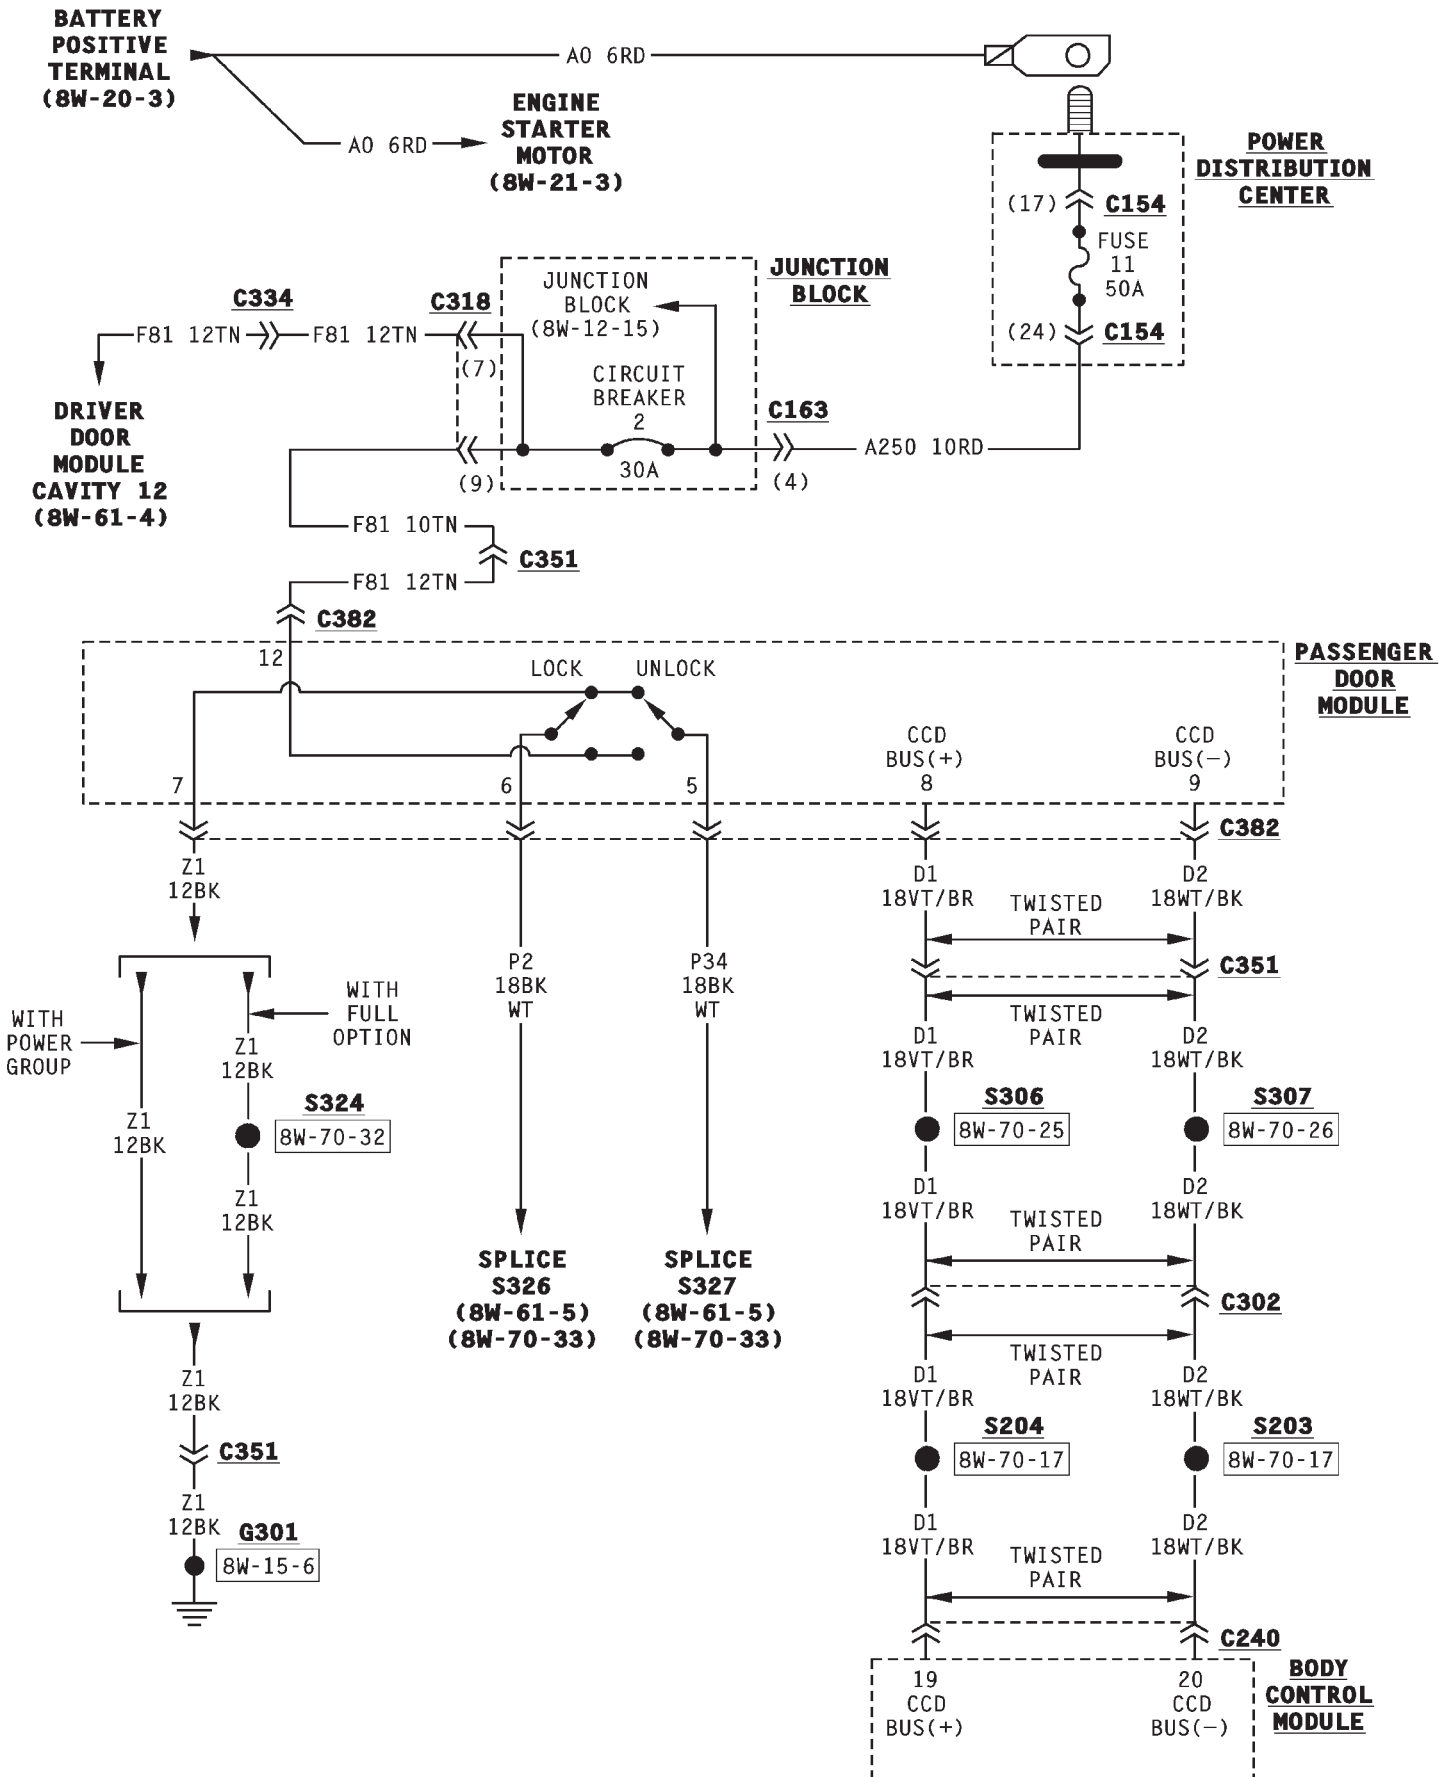 BATTERY
POSITIVE
TERMINAL
(8W-20-3)
A0 6RD
A0 6RD
ENGINE
STARTER
MOTOR
(8W-21-3)
POWER
DISTRIBUTION
CENTER
(17)
C154
FUSE
11
50A
(24)
C154
JUNCTION
BLOCK
JUNCTION
BLOCK
(8W-12-15)
C334
C318
F81 12TN
F81 12TN
(7)
CIRCUIT
BREAKER
2
30A
C163
(4)
A250 10RD
(9)
DRIVER
DOOR
MODULE
CAVITY 12
(8W-61-4)
F81 10TN
C351
F81 12TN
C382
12
LOCK
UNLOCK
PASSENGER
DOOR
MODULE
CCD
BUS(+)
8
CCD
BUS(−)
9
7
6
5
C382
Z1
12BK
D1
18VT/BR
D2
18WT/BK
TWISTED
PAIR
P2
18BK
WT
P34
18BK
WT
C351
WITH
POWER
GROUP
WITH
FULL
OPTION
TWISTED
PAIR
D1
18VT/BR
D2
18WT/BK
Z1
12BK
Z1
12BK
S324
8W-70-32
S306
8W-70-25
S307
8W-70-26
Z1
12BK
D1
18VT/BR
D2
18WT/BK
TWISTED
PAIR
SPLICE
S326
(8W-61-5)
(8W-70-33)
SPLICE
S327
(8W-61-5)
(8W-70-33)
C302
TWISTED
PAIR
Z1
12BK
D1
18VT/BR
D2
18WT/BK
C351
S204
8W-70-17
S203
8W-70-17
Z1
12BK
G301
8W-15-6
D1
18VT/BR
D2
18WT/BK
TWISTED
PAIR
C240
19
CCD
BUS(+)
20
CCD
BUS(−)
BODY
CONTROL
MODULE